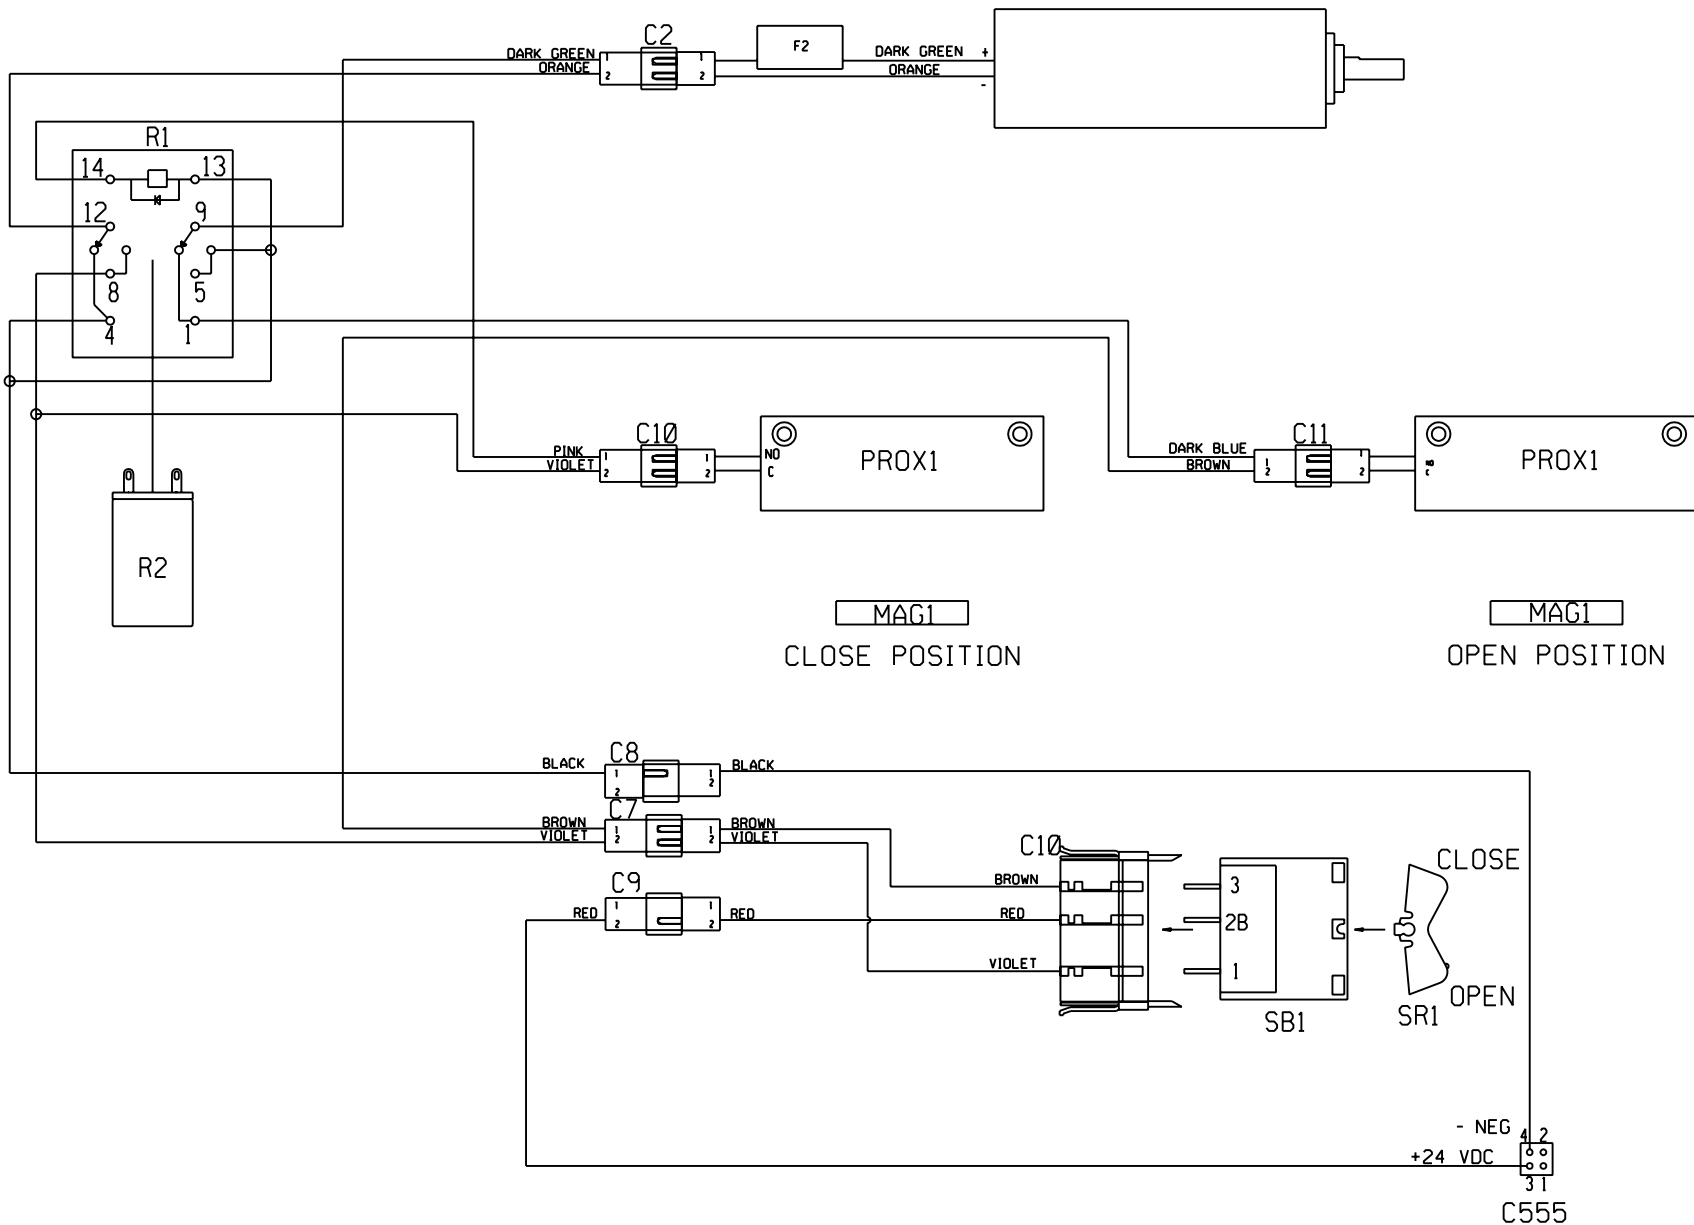 C2
DARK GREEN
ORANGE
1
2
1
2
F2
DARK GREEN +
ORANGE
-
R1
14
13
12
9
8
5
4
1
C10
PINK
VIOLET
1
2
1
2
NO
C
PROX1
C11
DARK BLUE
BROWN
1
2
1
2
NO
C
PROX1
R2
MAG1
CLOSE POSITION
MAG1
OPEN POSITION
C8
BLACK
1
2
1
2
BLACK
C7
BROWN
VIOLET
1
2
1
2
BROWN
VIOLET
C9
RED
1
2
1
2
RED
C10
BROWN
RED
VIOLET
3
2B
1
SB1
CLOSE
OPEN
SR1
- NEG
4 2
+24 VDC
3 1
C555